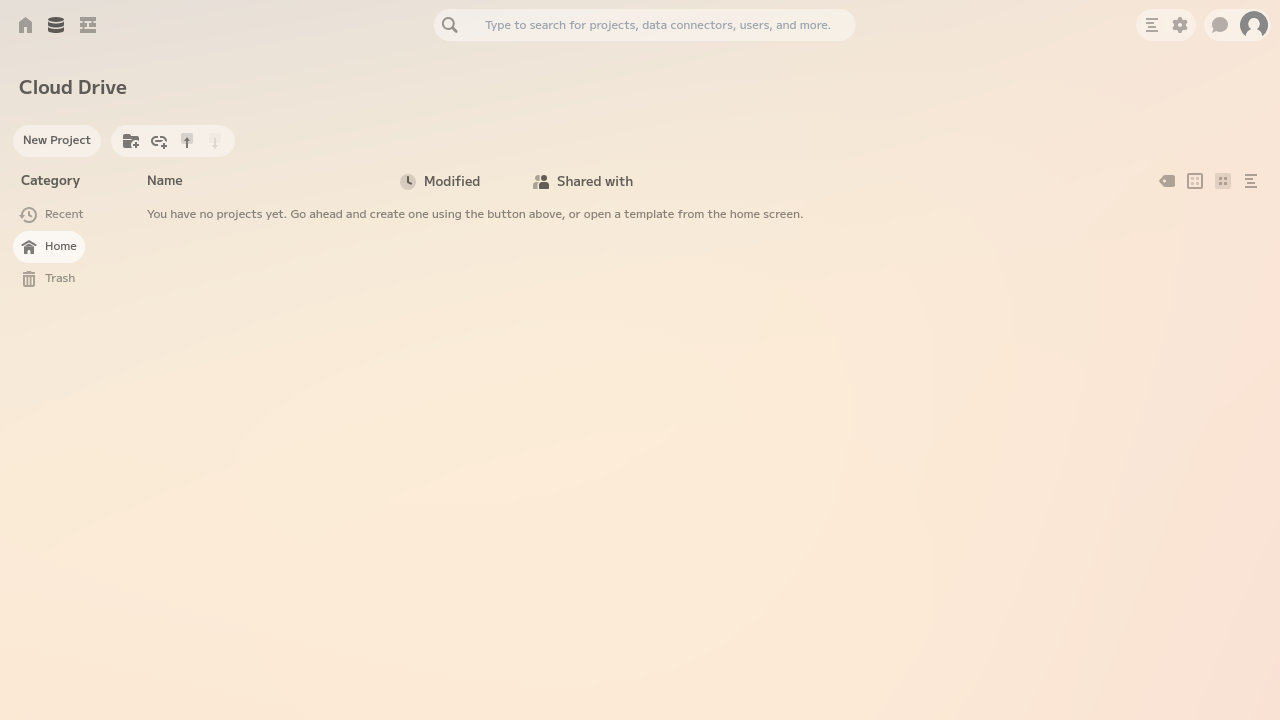 Type to search for projects, data connectors, users, and more.
Cloud Drive
New Project
Category
Name
Modified
Shared with
Recent
You have no projects yet. Go ahead and create one using the button above, or open a template from the home screen.
Home
Trash